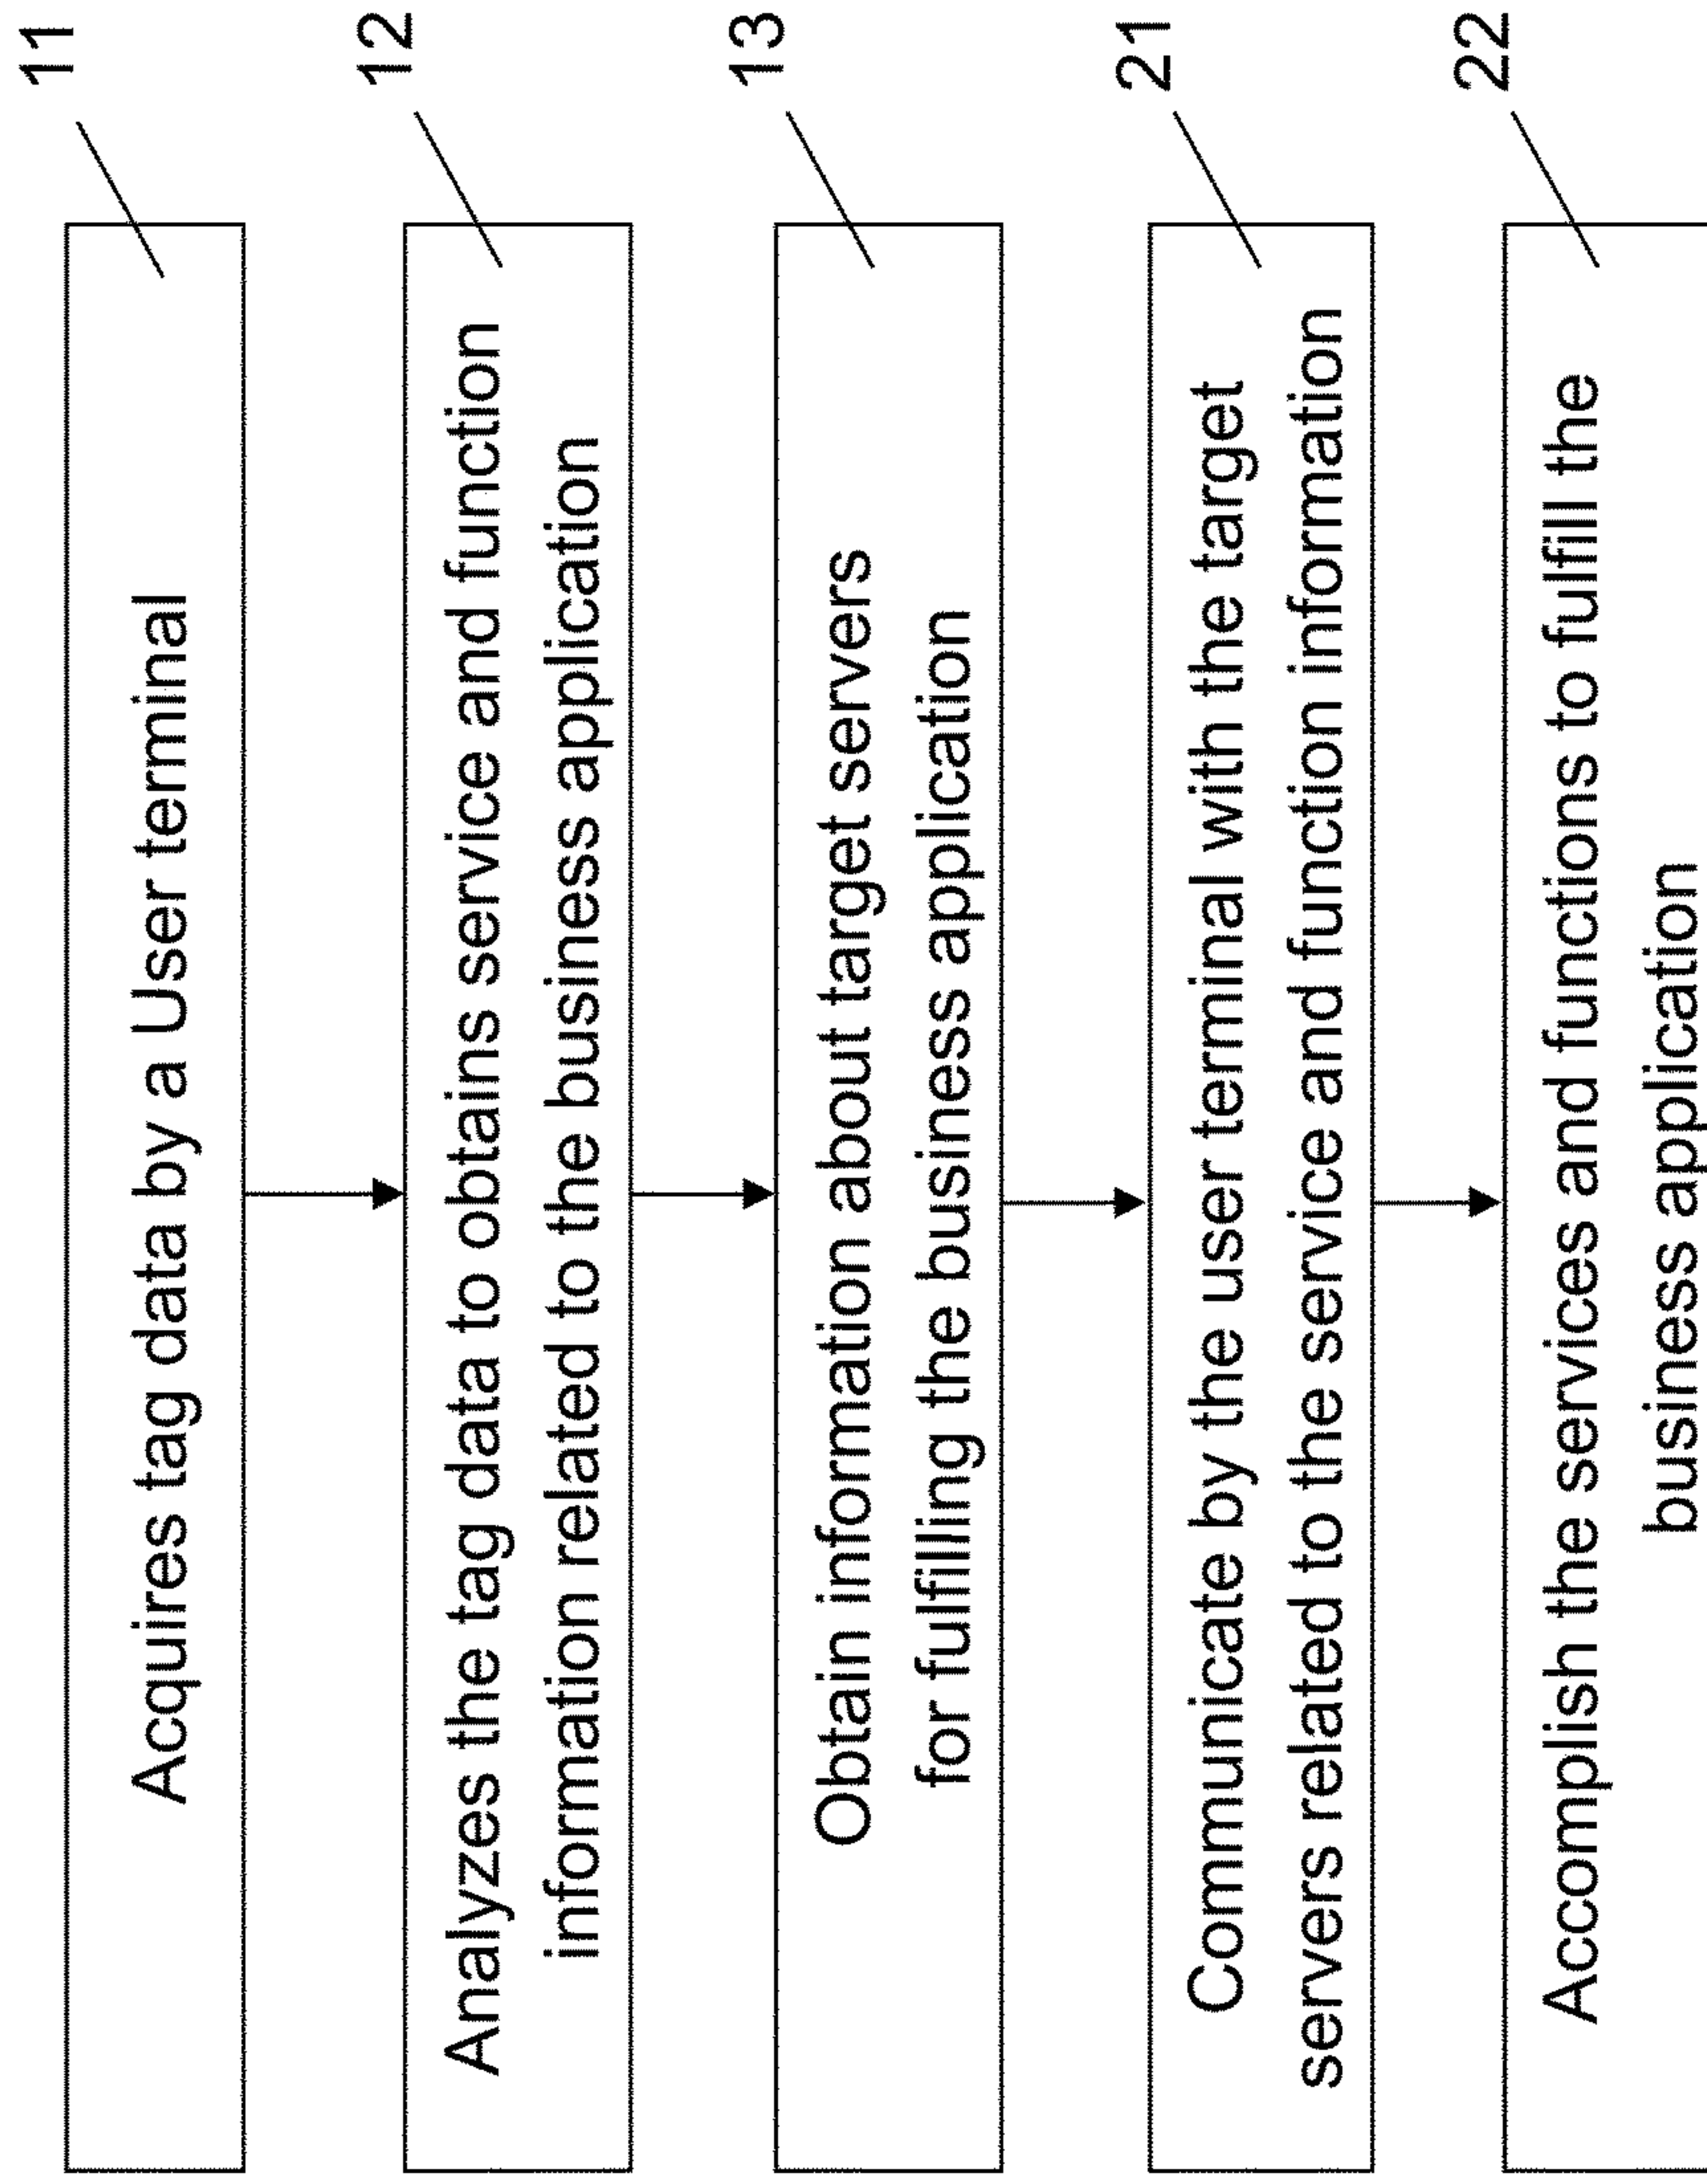 11
Acquires tag data by a User terminal
12
Analyzes the tag data to obtains service and function
information related to the business application
13
Obtain information about target servers
for fulfilling the business application
21
Communicate by the user terminal with the target
servers related to the service and function information
22
Accomplish the services and functions to fulfill the
business application